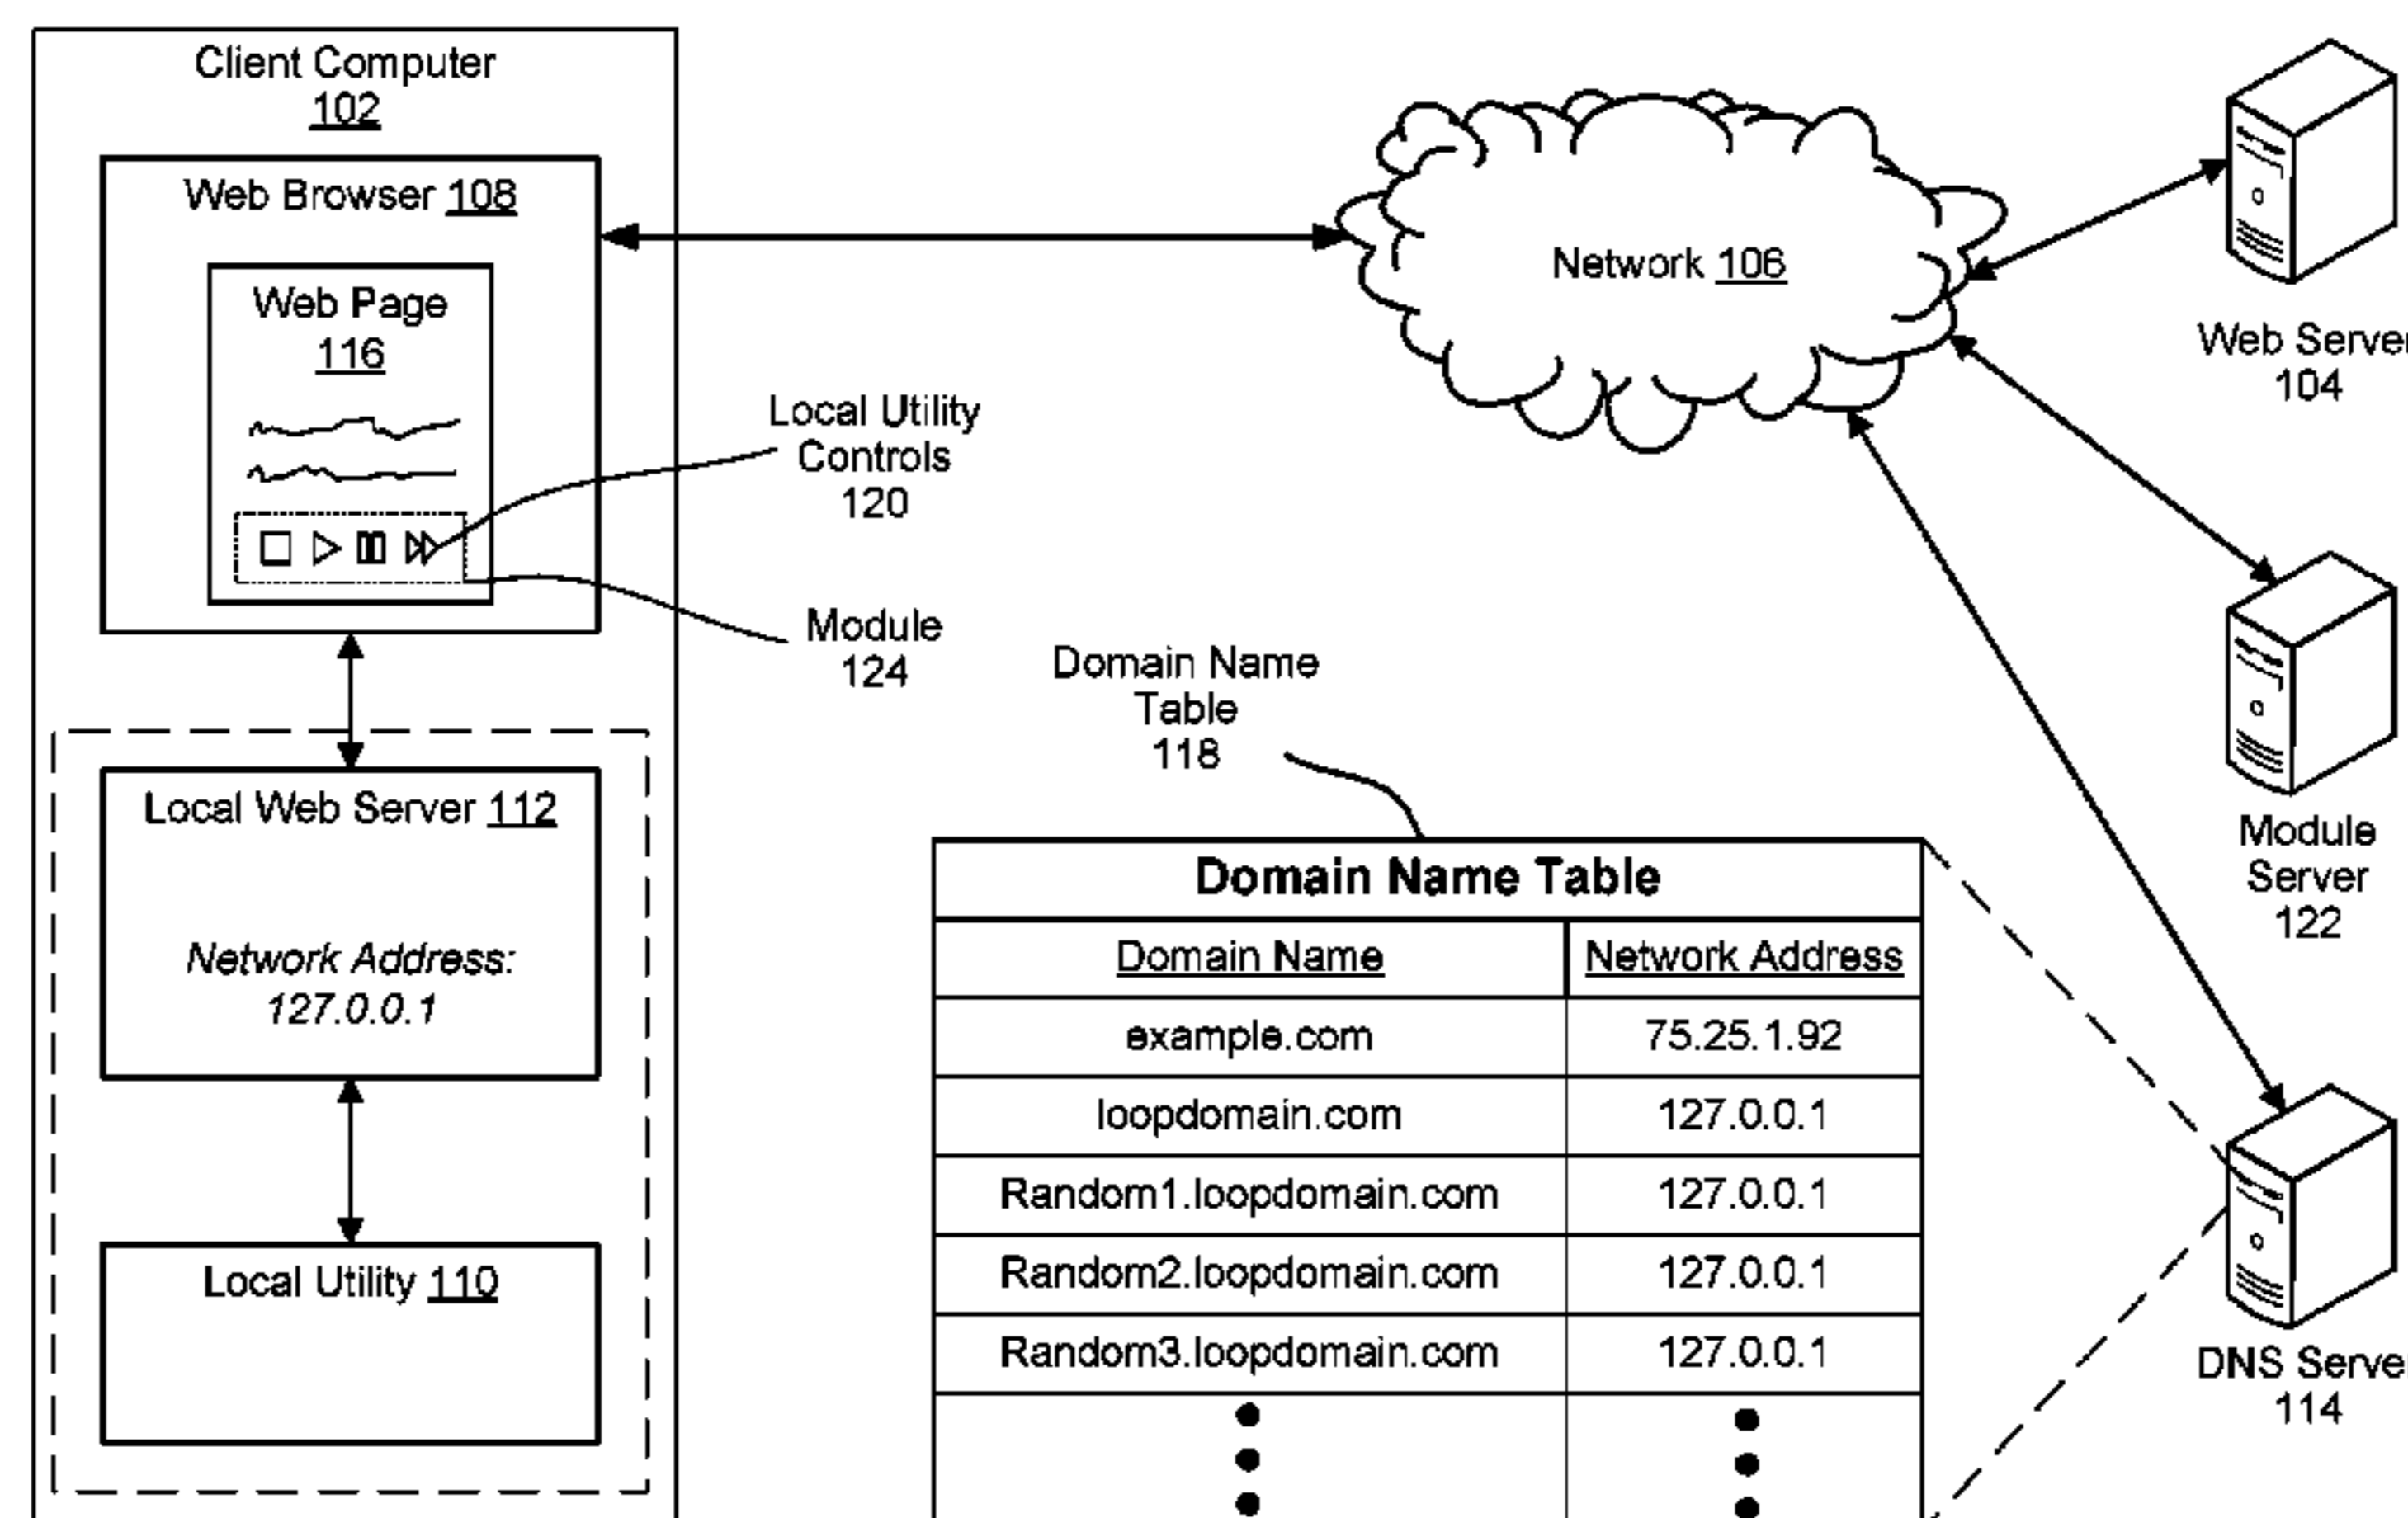 Client Computer
102
Web Browser 108
Web Page
116
Local Utility
Controls
120
Module
124
Local Web Server 112
Network Address:
127.0.0.1
Local Utility 110
Network 106
Web Server
104
Module
Server
122
DNS Serve
114
Domain Name
Table
118
Domain Name Table
Domain Name Network Address
example.com 75.25.1.92
loopdomain.com 127.0.0.1
Random1.loopdomain.com 127.0.0.1
Random2.loopdomain.com 127.0.0.1
Random3.loopdomain.com 127.0.0.1